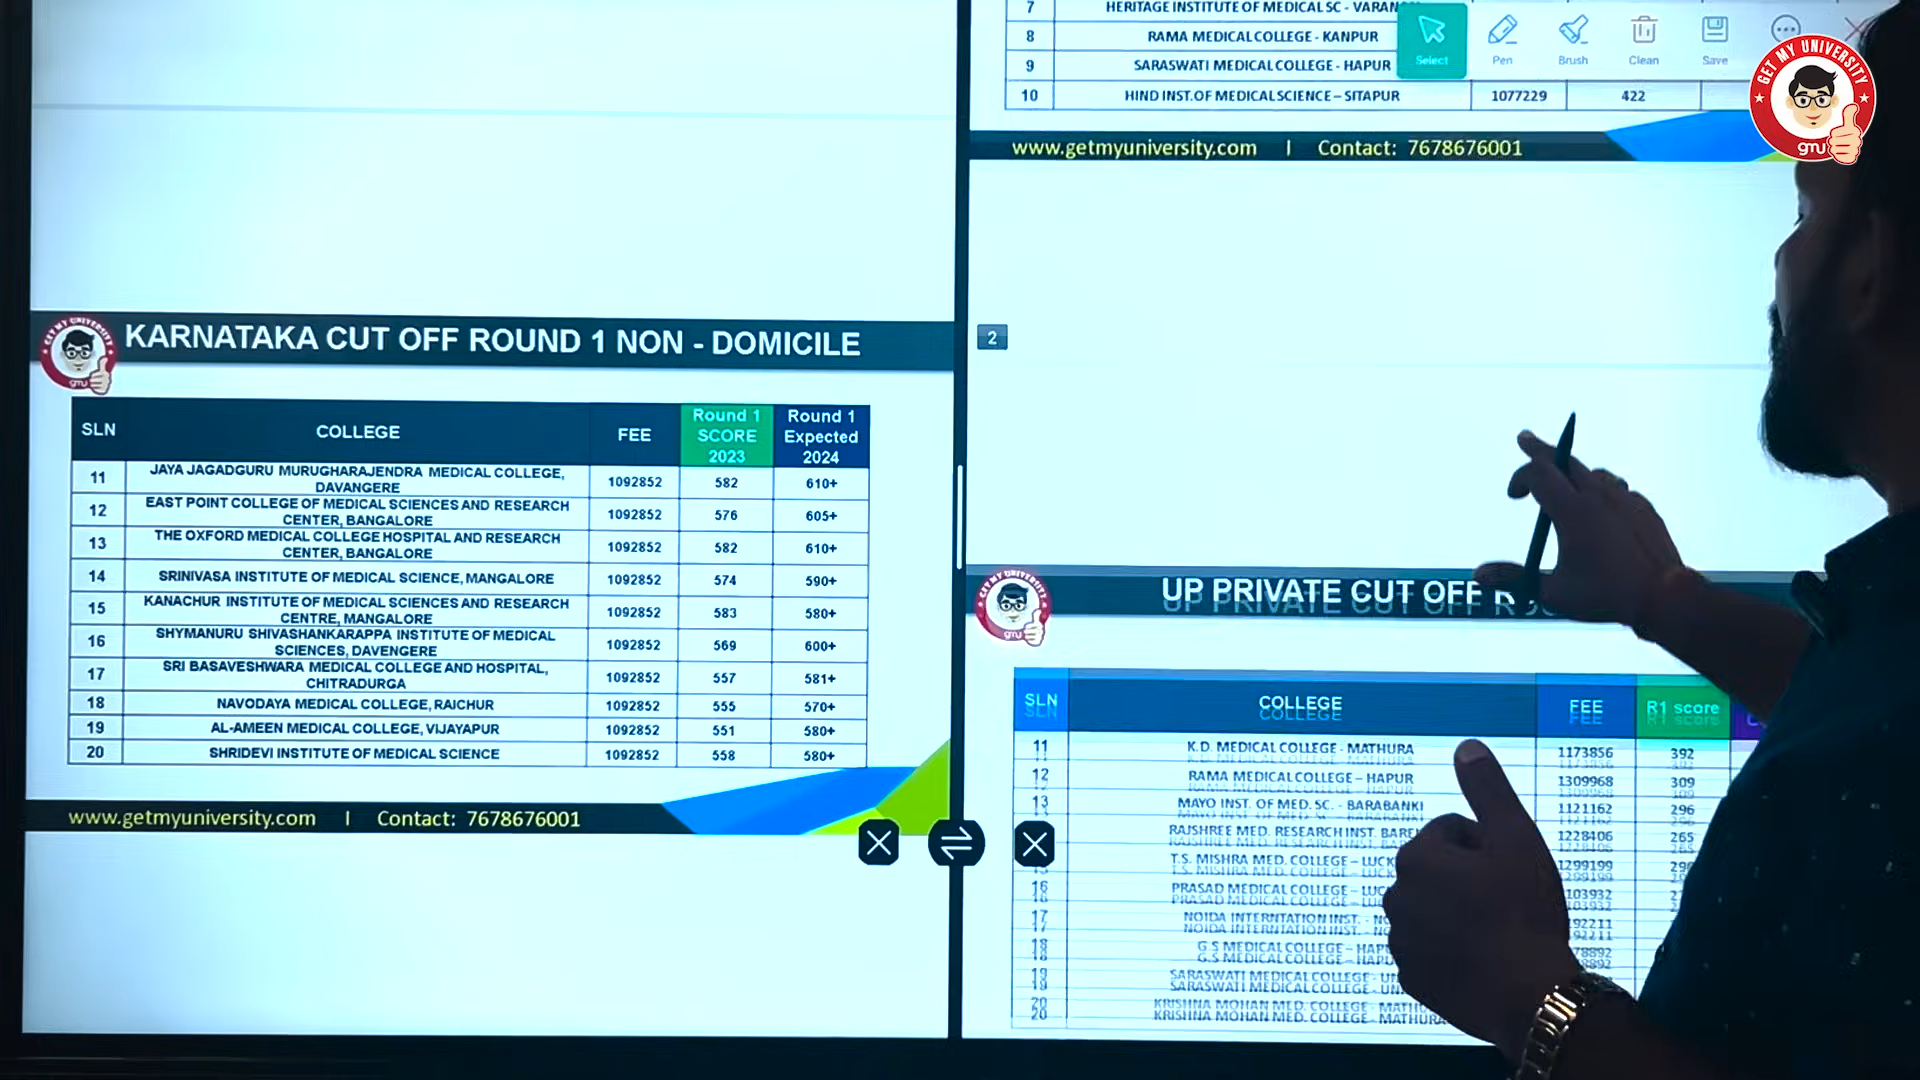 KARNATAKA CUT OFF ROUND 1 NON - DOMICILE
SLN COLLEGE FEE Round 1 SCORE 2023 Round 1 Expected 2024
11 JAYA JAGADGURU MURUGHARAJENDRA MEDICAL COLLEGE, DAVANGERE 1092852 582 610+
12 EAST POINT COLLEGE OF MEDICAL SCIENCES AND RESEARCH CENTER, BANGALORE 1092852 576 605+
13 THE OXFORD MEDICAL COLLEGE HOSPITAL AND RESEARCH CENTER, BANGALORE 1092852 582 610+
14 SRINIVASA INSTITUTE OF MEDICAL SCIENCE, MANGALORE 1092852 574 590+
15 KANACHUR INSTITUTE OF MEDICAL SCIENCES AND RESEARCH CENTRE, MANGALORE 1092852 583 580+
16 SHYMANURU SHIVASHANKARAPPA INSTITUTE OF MEDICAL SCIENCES, DAVENGERE 1092852 569 600+
17 SRI BASAVESHWARA MEDICAL COLLEGE AND HOSPITAL, CHITRADURGA 1092852 557 581+
18 NAVODAYA MEDICAL COLLEGE, RAICHUR 1092852 555 570+
19 AL-AMEEN MEDICAL COLLEGE, VIJAYAPUR 1092852 551 580+
20 SHRIDEVI INSTITUTE OF MEDICAL SCIENCE 1092852 558 580+
www.getmyuniversity.com | Contact: 7678676001
7 HERITAGE INSTITUTE OF MEDICAL SC -
8 RAMA MEDICAL COLLEGE - KANPUR
9 SARASWATI MEDICAL COLLEGE - HAPUR
10 HIND INST. OF MEDICAL SCIENCE – SITAPUR 1077229 422
Select Pen Brush Clean Save
GET MY UNIVERSITY
gmu
www.getmyuniversity.com | Contact: 7678676001
2
UP PRIVATE CUT OFF
SLN COLLEGE FEE R1 score
11 K.D. MEDICAL COLLEGE - MATHURA 1173856 392
12 RAMA MEDICAL COLLEGE – HAPUR 1309968 309
13 MAYO INST. OF MED. SC. - BARABANKI 1121162 296
RAJSHREE MED. RESEARCH INST. 1228406 265
T.S. MISHRA MED. COLLEGE – 1299199
16 PRASAD MEDICAL COLLEGE –
17 NOIDA INTERNTATION INST. -
18 G.S MEDICAL COLLEGE –
19 SARASWATI MEDICAL COLLEGE -
20 KRISHNA MOHAN MED. COLLEGE - MATHURA